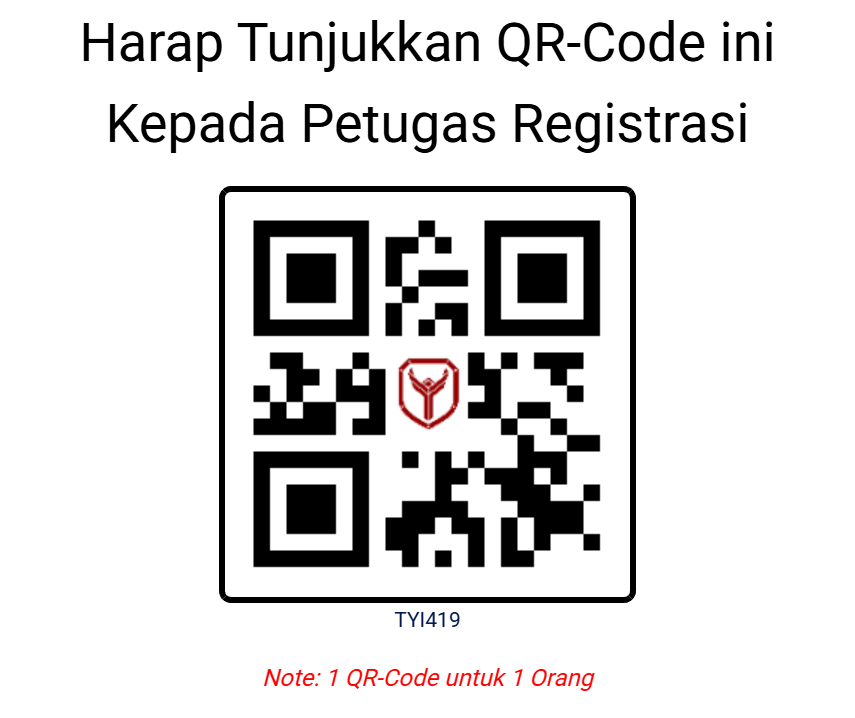 Harap Tunjukkan QR-Code ini
Kepada Petugas Registrasi
TYI419
Note: 1 QR-Code untuk 1 Orang